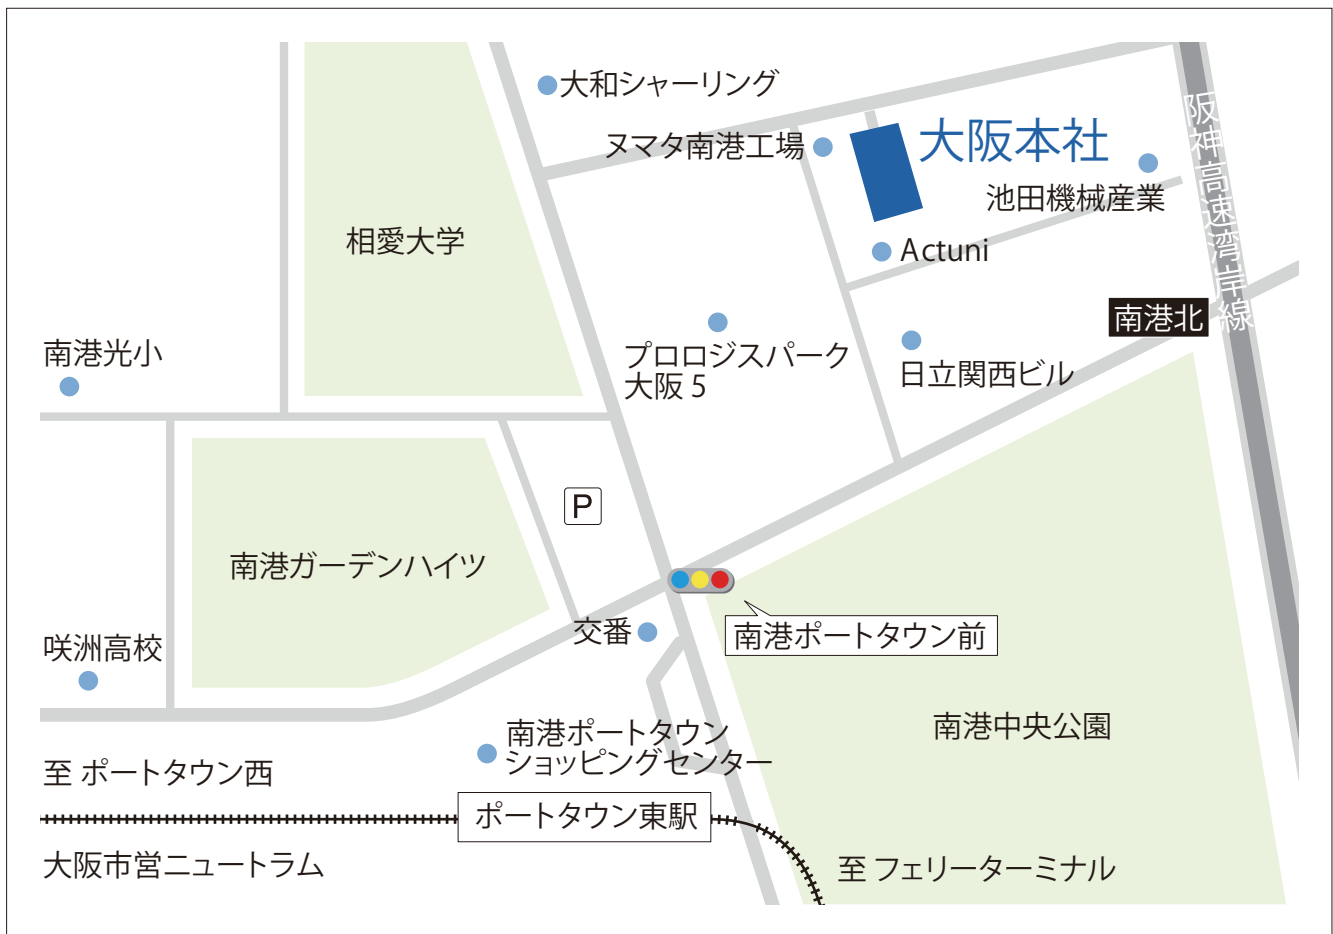 大和シャーリング
ヌマタ南港工場
大阪本社
池田機械産業
阪神高速湾岸線
相愛大学
Actuni
南港北
南港光小
プロロジスパーク
大阪 5
日立関西ビル
P
南港ガーデンハイツ
交番
南港ポートタウン前
咲洲高校
南港ポートタウン
ショッピングセンター
南港中央公園
至 ポートタウン西
ポートタウン東駅
大阪市営ニュートラム
至 フェリーターミナル